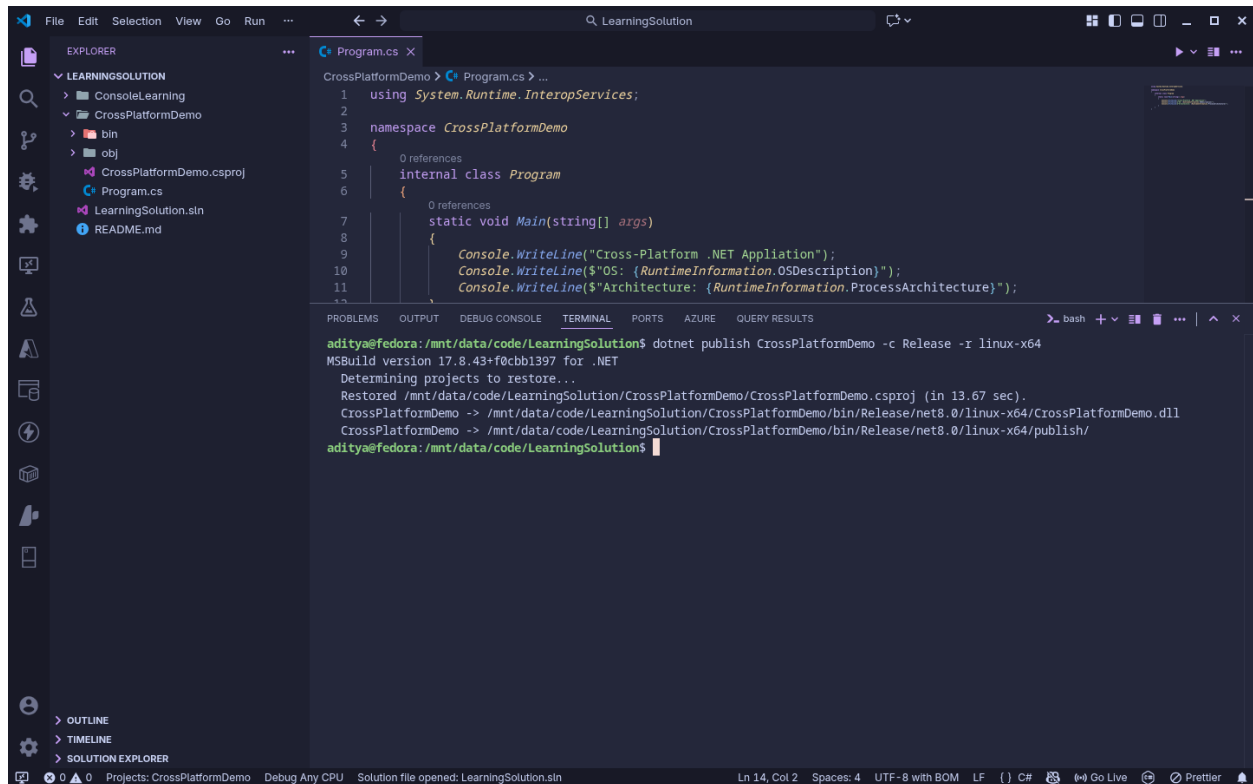 File Edit Selection View Go Run ···
LearningSolution
EXPLORER
LEARNINGSOLUTION
ConsoleLearning
CrossPlatformDemo
bin
obj
CrossPlatformDemo.csproj
Program.cs
LearningSolution.sln
README.md
OUTLINE
TIMELINE
SOLUTION EXPLORER
Program.cs
CrossPlatformDemo > Program.cs > ...
1 using System.Runtime.InteropServices;
2
3 namespace CrossPlatformDemo
4 {
0 references
5 internal class Program
6 {
0 references
7 static void Main(string[] args)
8 {
9 Console.WriteLine("Cross-Platform .NET Appliation");
10 Console.WriteLine($"OS: {RuntimeInformation.OSDescription}");
11 Console.WriteLine($"Architecture: {RuntimeInformation.ProcessArchitecture}");
12 }
PROBLEMS OUTPUT DEBUG CONSOLE TERMINAL PORTS AZURE QUERY RESULTS
bash
aditya@fedora:/mnt/data/code/LearningSolution$ dotnet publish CrossPlatformDemo -c Release -r linux-x64
MSBuild version 17.8.43+f0cbb1397 for .NET
Determining projects to restore...
Restored /mnt/data/code/LearningSolution/CrossPlatformDemo/CrossPlatformDemo.csproj (in 13.67 sec).
CrossPlatformDemo -> /mnt/data/code/LearningSolution/CrossPlatformDemo/bin/Release/net8.0/linux-x64/CrossPlatformDemo.dll
CrossPlatformDemo -> /mnt/data/code/LearningSolution/CrossPlatformDemo/bin/Release/net8.0/linux-x64/publish/
aditya@fedora:/mnt/data/code/LearningSolution$
0 0 Projects: CrossPlatformDemo Debug Any CPU Solution file opened: LearningSolution.sln Ln 14, Col 2 Spaces: 4 UTF-8 with BOM LF { } C# Go Live Prettier